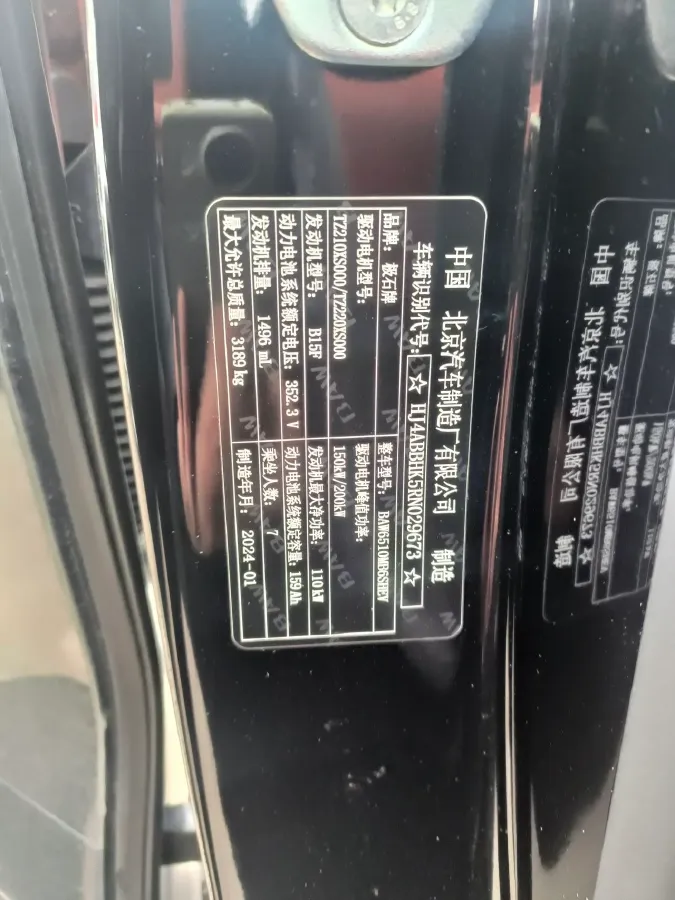 中国 北京汽车制造厂有限公司 制造
车辆识别代号: ☆ HJ4ABBHK5RN029673 ☆
品牌: 极石牌 整车型号: BAW6510MB6SHEV
驱动电机型号: 驱动电机峰值功率:
TZ210XS000/TZ220XS000 150kW/200kW
发动机型号: B15F 发动机最大净功率: 110 kW
动力电池系统额定电压: 352.3 V 动力电池系统额定容量: 159 Ah
发动机排量: 1496 mL 乘坐人数: 7
最大允许总质量: 3189 kg 制造年月: 2024-01